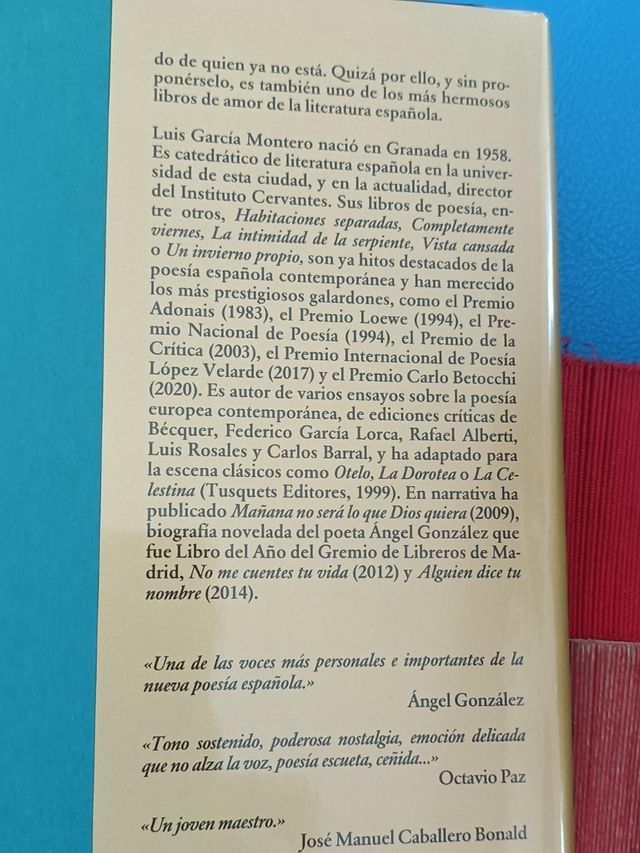 do de quien ya no está. Quizá por ello, y sin pro-
ponérselo, es también uno de los más hermosos
libros de amor de la literatura española.
Luis García Montero nació en Granada en 1958.
Es catedrático de literatura española en la univer-
sidad de esta ciudad, y en la actualidad, director
del Instituto Cervantes. Sus libros de poesía, en-
tre otros, Habitaciones separadas, Completamente
viernes, La intimidad de la serpiente, Vista cansada
o Un invierno propio, son ya hitos destacados de la
poesía española contemporánea y han merecido
los más prestigiosos galardones, como el Premio
Adonais (1983), el Premio Loewe (1994), el Pre-
mio Nacional de Poesía (1994), el Premio de la
Crítica (2003), el Premio Internacional de Poesía
López Velarde (2017) y el Premio Carlo Betocchi
(2020). Es autor de varios ensayos sobre la poesía
europea contemporánea, de ediciones críticas de
Bécquer, Federico García Lorca, Rafael Alberti,
Luis Rosales y Carlos Barral, y ha adaptado para
la escena clásicos como Otelo, La Dorotea o La Ce-
lestina (Tusquets Editores, 1999). En narrativa ha
publicado Mañana no será lo que Dios quiera (2009),
biografía novelada del poeta Ángel González que
fue Libro del Año del Gremio de Libreros de Ma-
drid, No me cuentes tu vida (2012) y Alguien dice tu
nombre (2014).
«Una de las voces más personales e importantes de la
nueva poesía española.»
Ángel González
«Tono sostenido, poderosa nostalgia, emoción delicada
que no alza la voz, poesía escueta, ceñida...»
Octavio Paz
«Un joven maestro.»
José Manuel Caballero Bonald